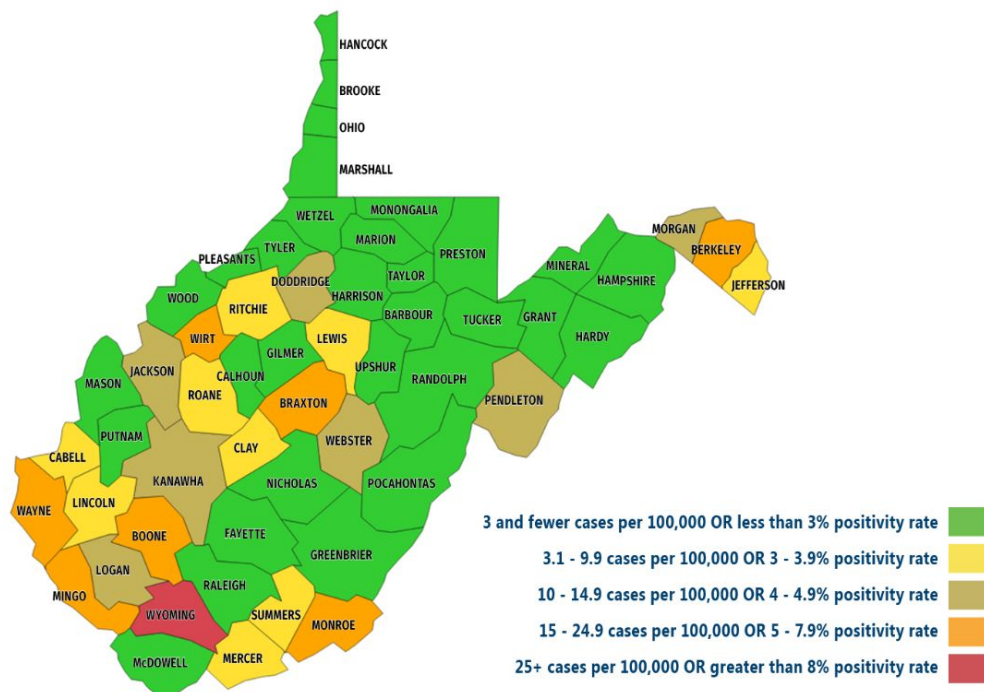 HANCOCK
BROOKE
OHIO
MARSHALL
WETZEL
MONONGALIA
MARION
TYLER
PLEASANTS
PRESTON
TAYLOR
DODDRIDGE
HARRISON
WOOD
RITCHIE
BARBOUR
MORGAN
BERKELEY
JEFFERSON
MINERAL
HAMPSHIRE
TUCKER
GRANT
HARDY
WIRT
LEWIS
GILMER
UPSHUR
JACKSON
CALHOUN
RANDOLPH
MASON
ROANE
BRAXTON
PENDLETON
PUTNAM
WEBSTER
CLAY
CABELL
KANAWHA
NICHOLAS
POCAHONTAS
LINCOLN
WAYNE
BOONE
FAYETTE
GREENBRIER
LOGAN
RALEIGH
MINGO
WYOMING
SUMMERS
MONROE
MERCER
McDOWELL
3 and fewer cases per 100,000 OR less than 3% positivity rate
3.1 - 9.9 cases per 100,000 OR 3 - 3.9% positivity rate
10 - 14.9 cases per 100,000 OR 4 - 4.9% positivity rate
15 - 24.9 cases per 100,000 OR 5 - 7.9% positivity rate
25+ cases per 100,000 OR greater than 8% positivity rate